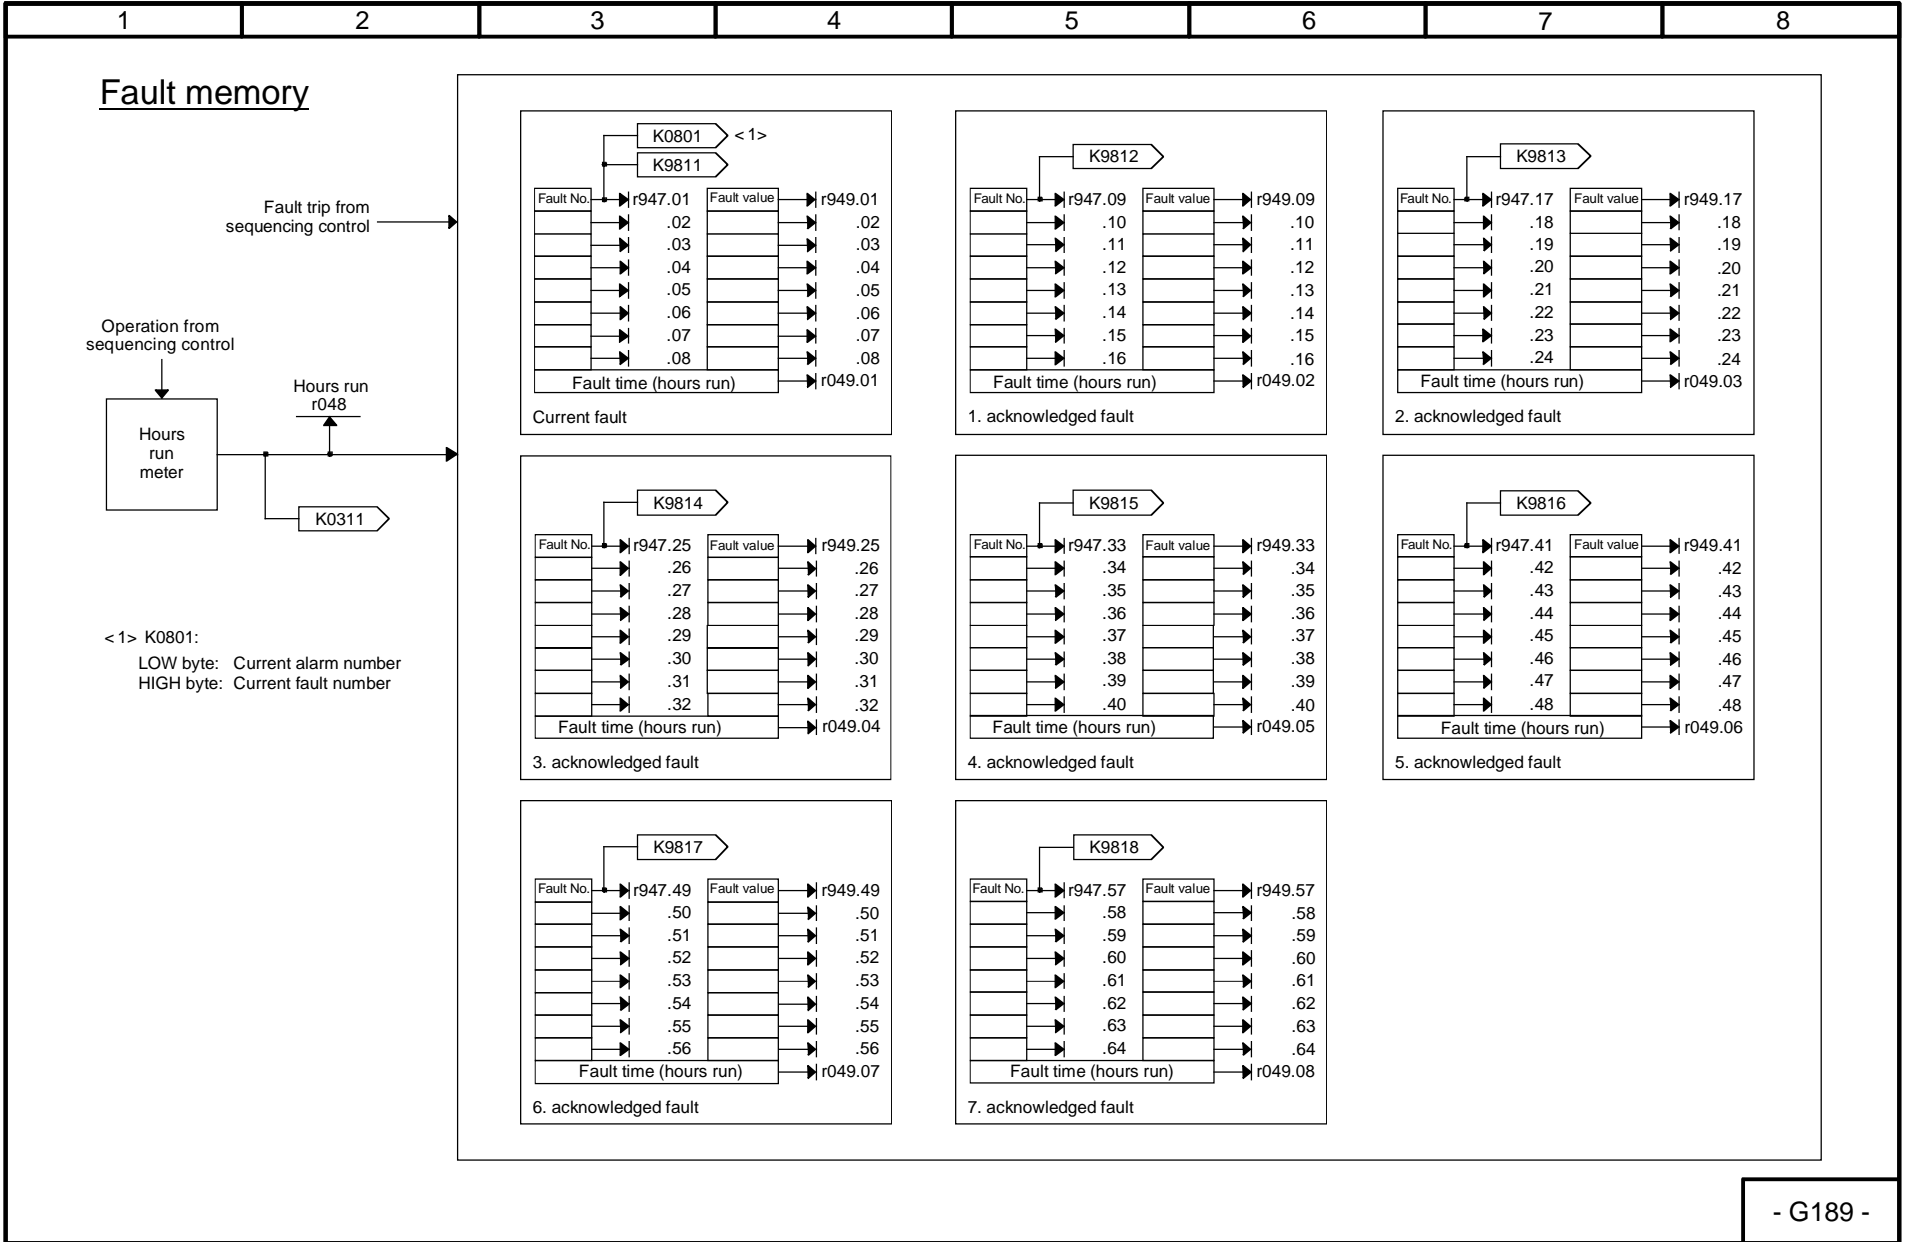 1 2 3 4 5 6 7 8
Fault memory
Fault trip from
sequencing control
Operation from
sequencing control
Hours
run
meter
Hours run
r048
K0311
< 1> K0801:
LOW byte: Current alarm number
HIGH byte: Current fault number
K0801 < 1>
K9811
Fault No. r947.01 Fault value r949.01
.02 .02
.03 .03
.04 .04
.05 .05
.06 .06
.07 .07
.08 .08
Fault time (hours run) r049.01
Current fault
K9812
Fault No. r947.09 Fault value r949.09
.10 .10
.11 .11
.12 .12
.13 .13
.14 .14
.15 .15
.16 .16
Fault time (hours run) r049.02
1. acknowledged fault
K9813
Fault No. r947.17 Fault value r949.17
.18 .18
.19 .19
.20 .20
.21 .21
.22 .22
.23 .23
.24 .24
Fault time (hours run) r049.03
2. acknowledged fault
K9814
Fault No. r947.25 Fault value r949.25
.26 .26
.27 .27
.28 .28
.29 .29
.30 .30
.31 .31
.32 .32
Fault time (hours run) r049.04
3. acknowledged fault
K9815
Fault No. r947.33 Fault value r949.33
.34 .34
.35 .35
.36 .36
.37 .37
.38 .38
.39 .39
.40 .40
Fault time (hours run) r049.05
4. acknowledged fault
K9816
Fault No. r947.41 Fault value r949.41
.42 .42
.43 .43
.44 .44
.45 .45
.46 .46
.47 .47
.48 .48
Fault time (hours run) r049.06
5. acknowledged fault
K9817
Fault No. r947.49 Fault value r949.49
.50 .50
.51 .51
.52 .52
.53 .53
.54 .54
.55 .55
.56 .56
Fault time (hours run) r049.07
6. acknowledged fault
K9818
Fault No. r947.57 Fault value r949.57
.58 .58
.59 .59
.60 .60
.61 .61
.62 .62
.63 .63
.64 .64
Fault time (hours run) r049.08
7. acknowledged fault
- G189 -